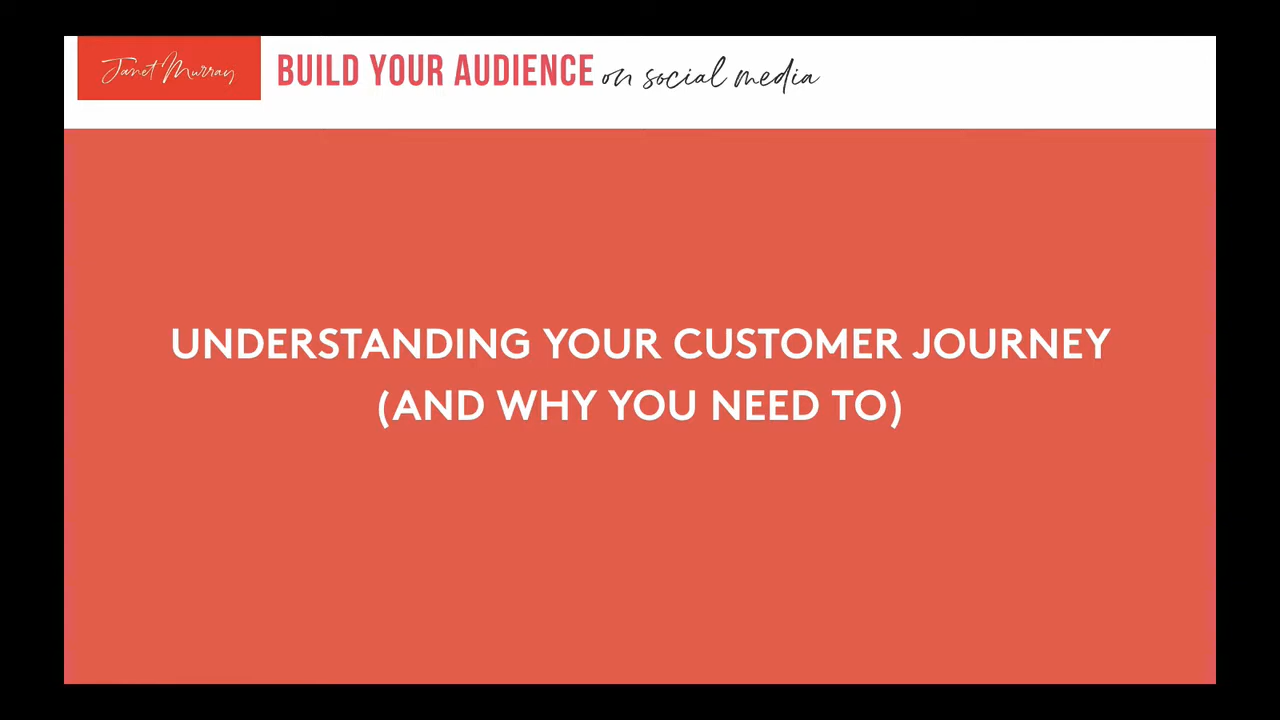 Janet Murray BUILD YOUR AUDIENCE on social media
UNDERSTANDING YOUR CUSTOMER JOURNEY
(AND WHY YOU NEED TO)